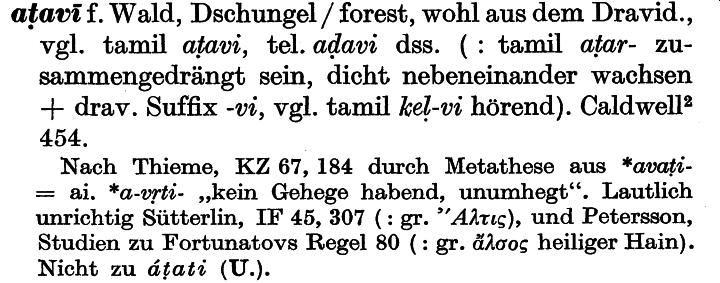 aṭavī f. Wald, Dschungel / forest, wohl aus dem Dravid.,
vgl. tamil aṭavi, tel. aḍavi dss. ( : tamil aṭar- zu-
sammengedrängt sein, dicht nebeneinander wachsen
+ drav. Suffix -vi, vgl. tamil keḷ-vi hörend). Caldwell²
454.
Nach Thieme, KZ 67, 184 durch Metathese aus *avaṭi-
= ai. *a-vṛti- „kein Gehege habend, unumhegt“. Lautlich
unrichtig Sütterlin, IF 45, 307 ( : gr. Ἄλτις), und Petersson,
Studien zu Fortunatovs Regel 80 ( : gr. ἄλσος heiliger Hain).
Nicht zu áṭati (U.).